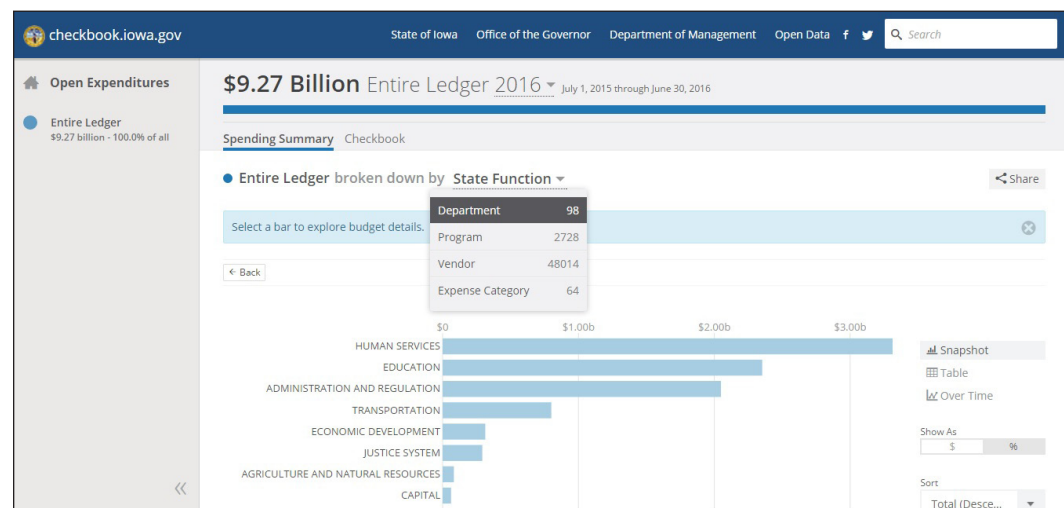 checkbook.iowa.gov
State of Iowa Office of the Governor Department of Management Open Data f Search
Open Expenditures
Entire Ledger
$9.27 billion - 100.0% of all
$9.27 Billion Entire Ledger 2016 July 1, 2015 through June 30, 2016
Spending Summary Checkbook
Entire Ledger broken down by State Function
Share
Department 98
Program 2728
Vendor 48014
Expense Category 64
Select a bar to explore budget details.
← Back
$0 $1.00b $2.00b $3.00b
HUMAN SERVICES
EDUCATION
ADMINISTRATION AND REGULATION
TRANSPORTATION
ECONOMIC DEVELOPMENT
JUSTICE SYSTEM
AGRICULTURE AND NATURAL RESOURCES
CAPITAL
Snapshot
Table
Over Time
Show As
$ %
Sort
Total (Desce...